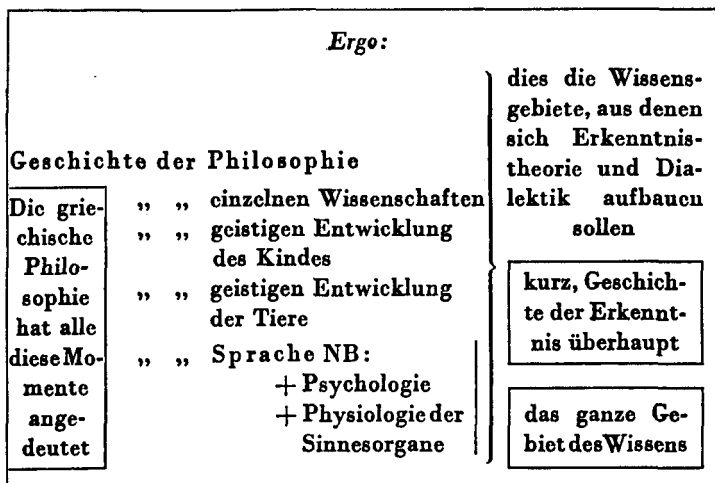 Ergo:
Geschichte der Philosophie
Die grie-
chische
Philo-
sophie
hat alle
diese Mo-
mente
ange-
deutet
„ „ einzelnen Wissenschaften
„ „ geistigen Entwicklung
des Kindes
„ „ geistigen Entwicklung
der Tiere
„ „ Sprache NB:
+ Psychologie
+ Physiologie der
Sinnesorgane
dies die Wissens-
gebiete, aus denen
sich Erkenntnis-
theorie und Dia-
lektik aufbauen
sollen
kurz, Geschich-
te der Erkennt-
nis überhaupt
das ganze Ge-
biet des Wissens